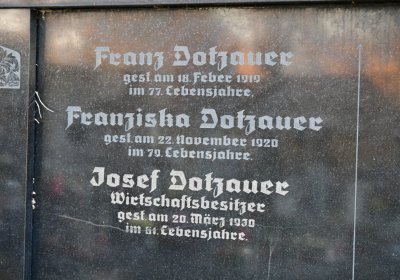 Franz Dotzauer
gest. am 18. Feber 1919
im 77. Lebensjahre.
Franziska Dotzauer
gest. am 22. November 1920
im 79. Lebensjahre.
Josef Dotzauer
Wirtschaftsbesitzer
gest. am 20. März 1930
im 51. Lebensjahre.